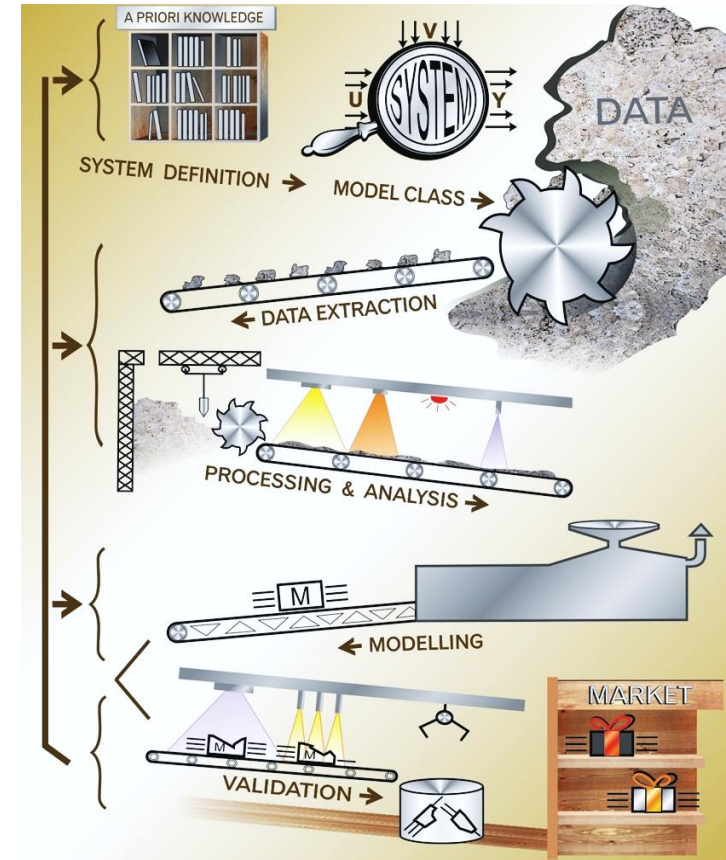 A PRIORI KNOWLEDGE
V
U
SYSTEM
Y
DATA
SYSTEM DEFINITION
MODEL CLASS
DATA EXTRACTION
PROCESSING & ANALYSIS
M
MODELLING
MARKET
M
M
VALIDATION